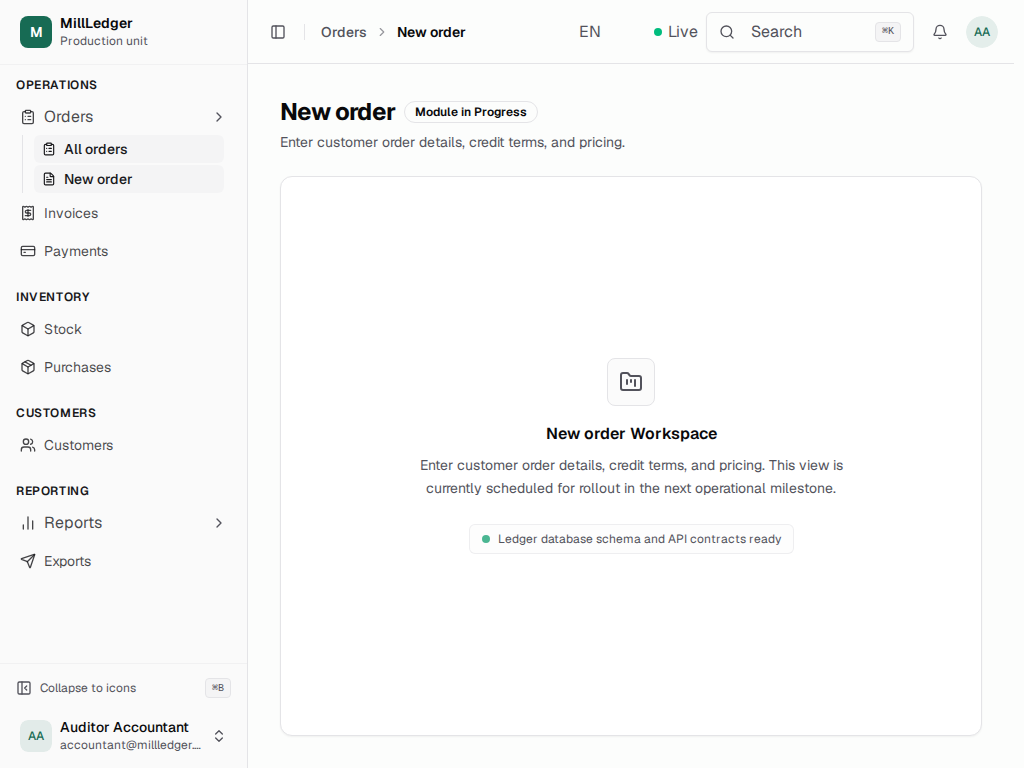 M
MillLedger
Production unit
OPERATIONS
Orders
All orders
New order
Invoices
Payments
INVENTORY
Stock
Purchases
CUSTOMERS
Customers
REPORTING
Reports
Exports
Collapse to icons
⌘B
AA
Auditor Accountant
accountant@millledger....
Orders
New order
EN
Live
Search
⌘K
AA
New order
Module in Progress
Enter customer order details, credit terms, and pricing.
New order Workspace
Enter customer order details, credit terms, and pricing. This view is
currently scheduled for rollout in the next operational milestone.
Ledger database schema and API contracts ready